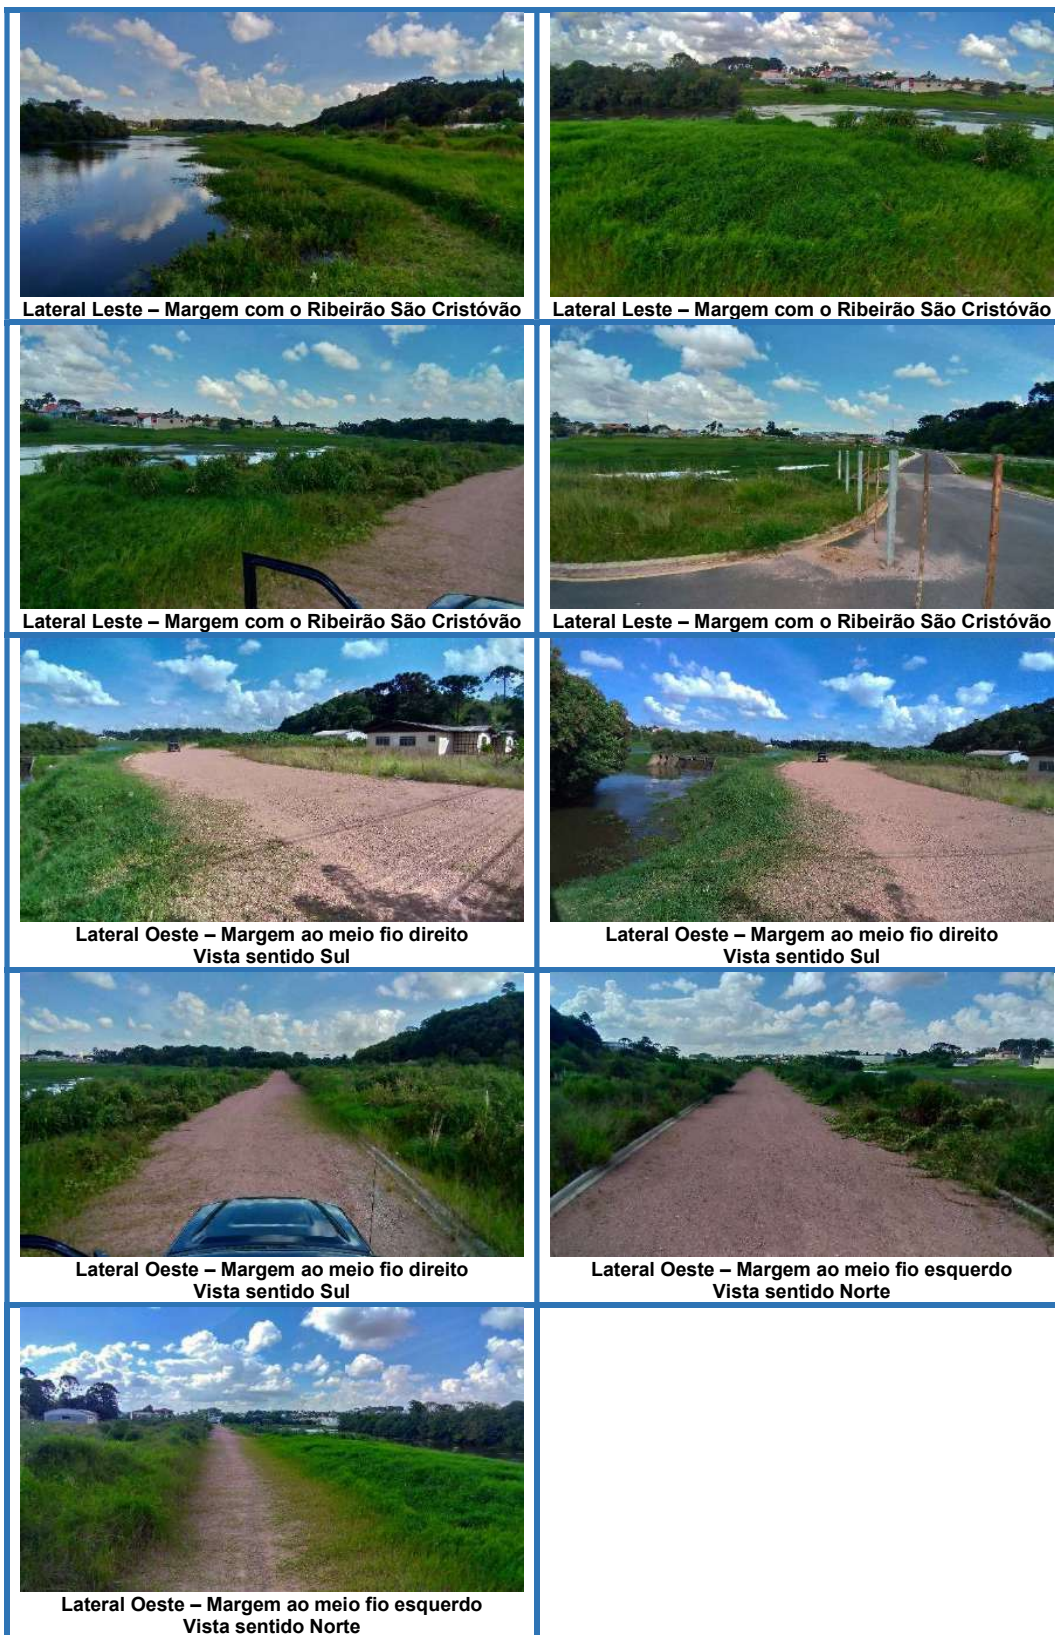 Lateral Leste – Margem com o Ribeirão São Cristóvão
Lateral Leste – Margem com o Ribeirão São Cristóvão
Lateral Leste – Margem com o Ribeirão São Cristóvão
Lateral Leste – Margem com o Ribeirão São Cristóvão
Lateral Oeste – Margem ao meio fio direito
Vista sentido Sul
Lateral Oeste – Margem ao meio fio direito
Vista sentido Sul
Lateral Oeste – Margem ao meio fio direito
Vista sentido Sul
Lateral Oeste – Margem ao meio fio esquerdo
Vista sentido Norte
Lateral Oeste – Margem ao meio fio esquerdo
Vista sentido Norte